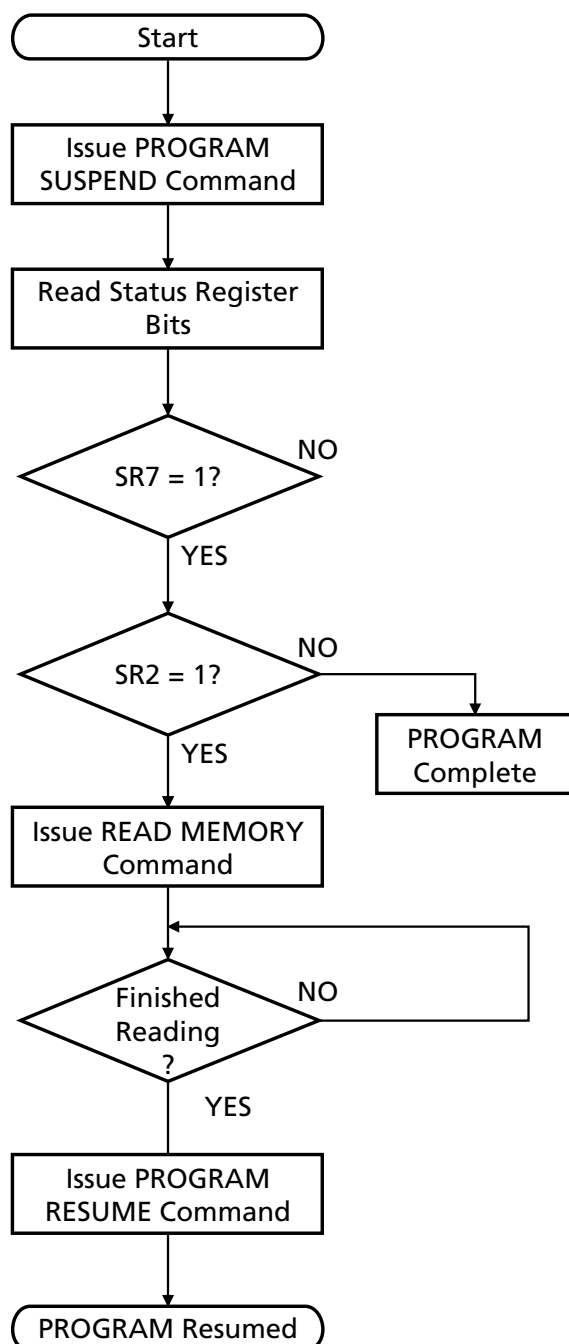 Start
Issue PROGRAM
SUSPEND Command
Read Status Register
Bits
SR7 = 1?
NO
YES
SR2 = 1?
NO
YES
PROGRAM
Complete
Issue READ MEMORY
Command
Finished
Reading
?
NO
YES
Issue PROGRAM
RESUME Command
PROGRAM Resumed